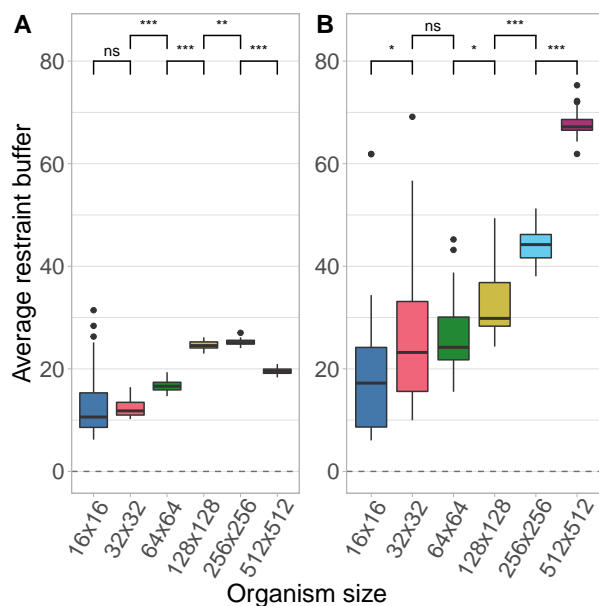 A
B
*** **
ns *** ***
ns ***
* * ***
Average restraint buffer
80
60
40
20
0
80
60
40
20
0
16x16
32x32
64x64
128x128
256x256
512x512
16x16
32x32
64x64
128x128
256x256
512x512
Organism size